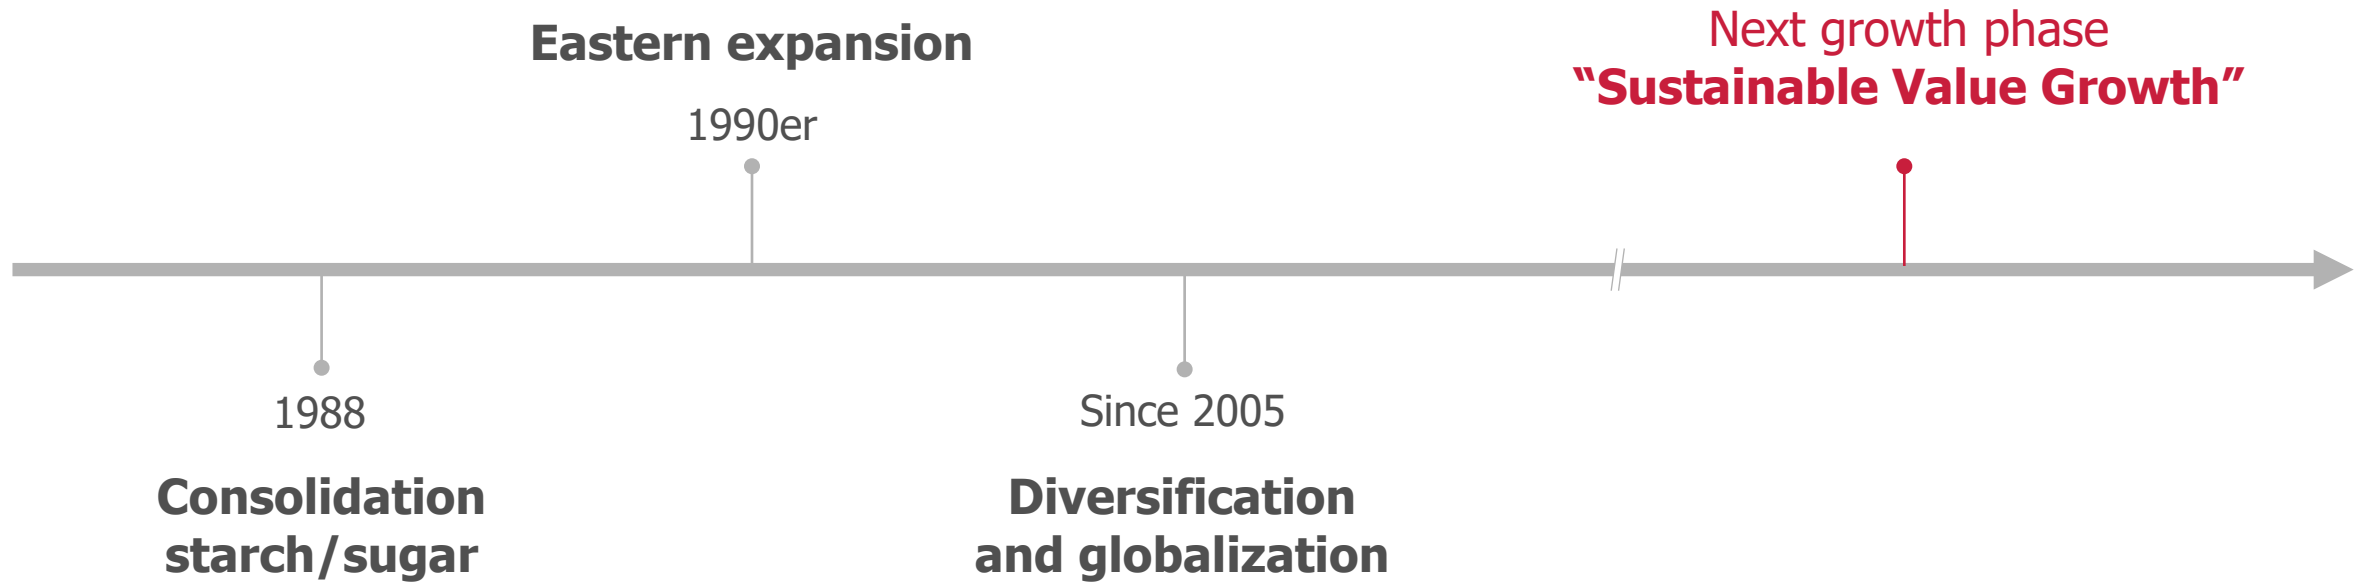 Eastern expansion
1990er
Next growth phase
“Sustainable Value Growth”
1988
Consolidation
starch/sugar
Since 2005
Diversification
and globalization